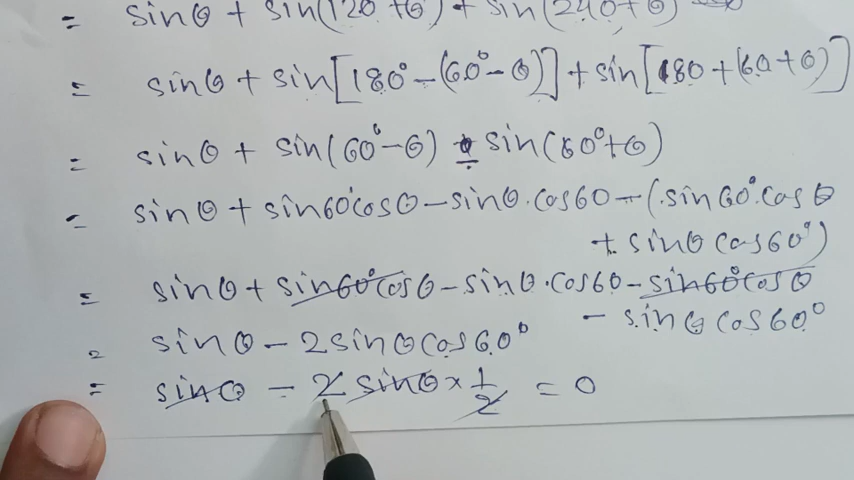 = sinθ + sin(120 + θ) + sin(240 + θ)
= sinθ + sin[180° - (60° - θ)] + sin[180 + (60 + θ)]
= sinθ + sin(60° - θ) - sin(60° + θ)
= sinθ + sin60°cosθ - sinθ.cos60 - (.sin60°.cosθ
+ sinθ cos60°)
= sinθ + sin60°cosθ - sinθ.cos60 - sin60°cosθ
- sinθ cos60°
= sinθ - 2sinθcos60°
= sinθ - 2 sinθ × 1/2 = 0